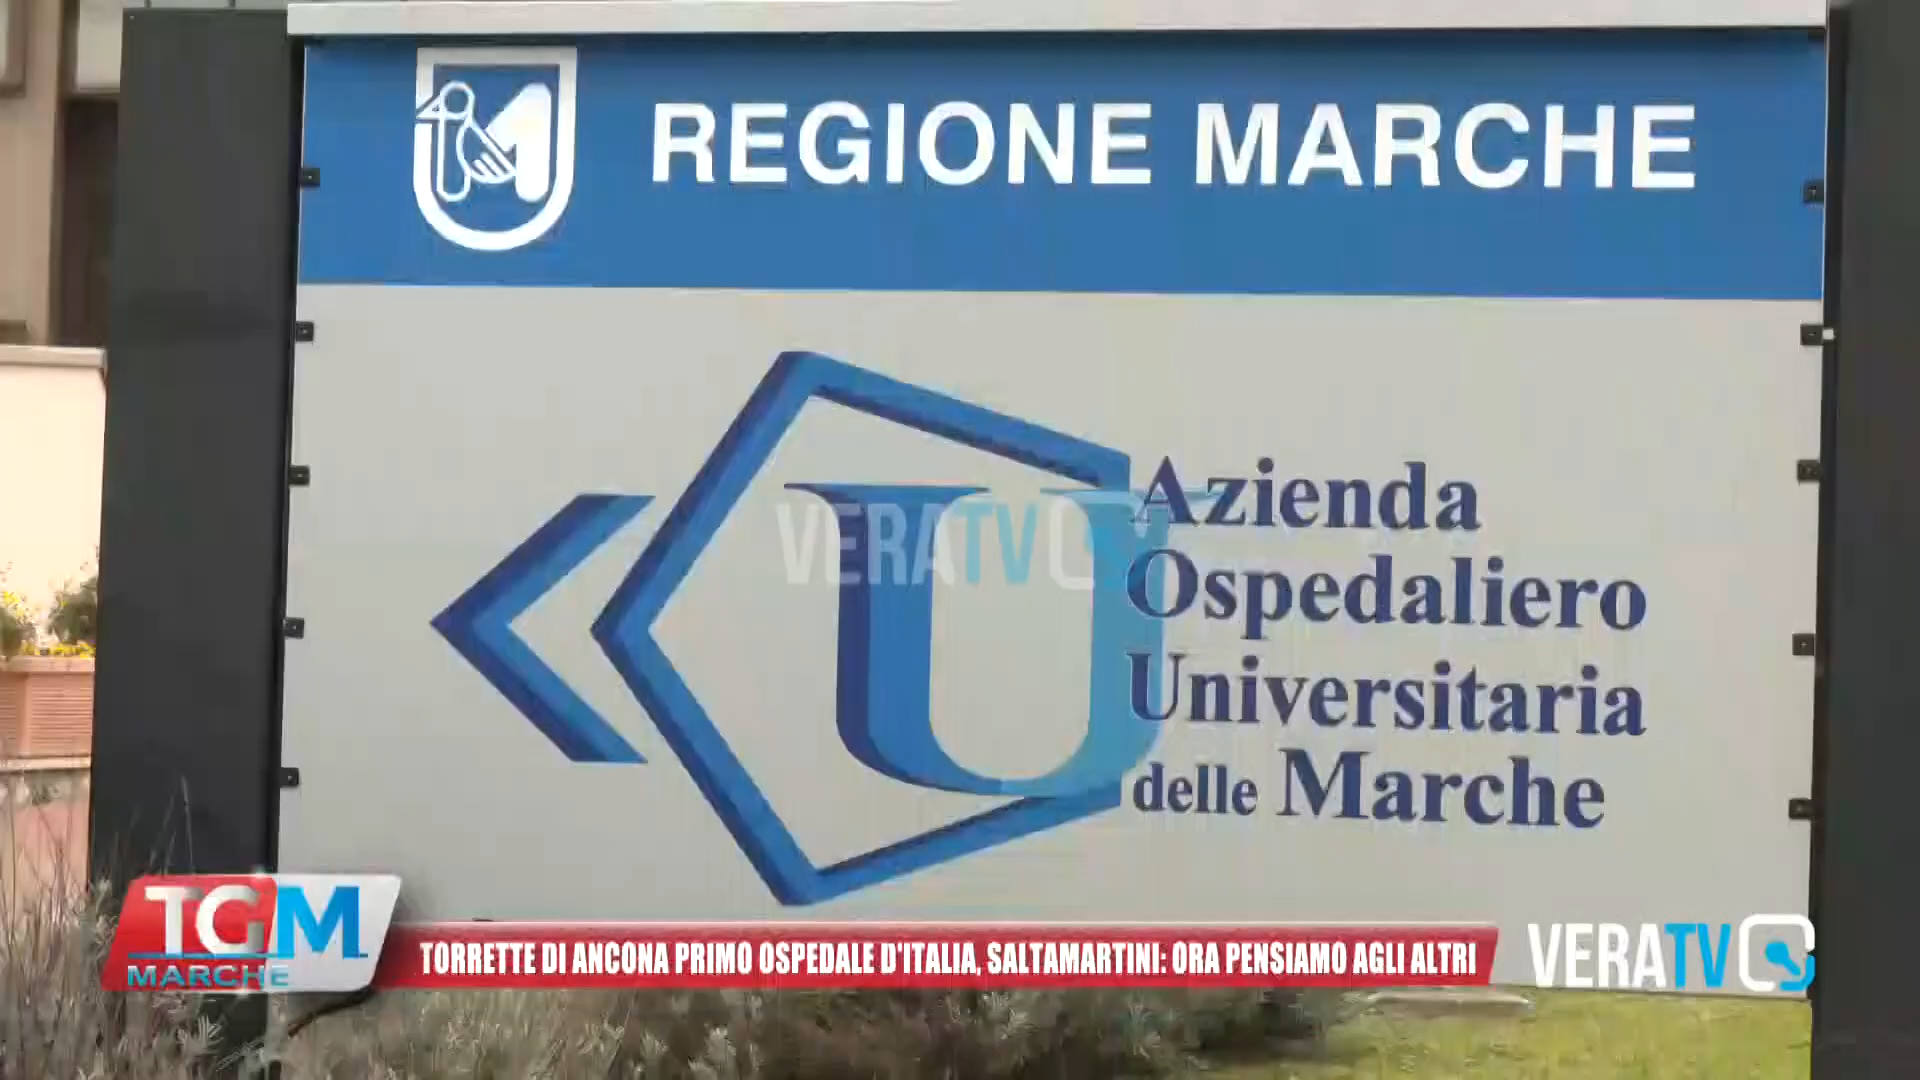 REGIONE MARCHE
VERATV
Azienda
Ospedaliero
Universitaria
delle Marche
TGM
MARCHE
TORRETTE DI ANCONA PRIMO OSPEDALE D'ITALIA, SALTAMARTINI: ORA PENSIAMO AGLI ALTRI
VERATV